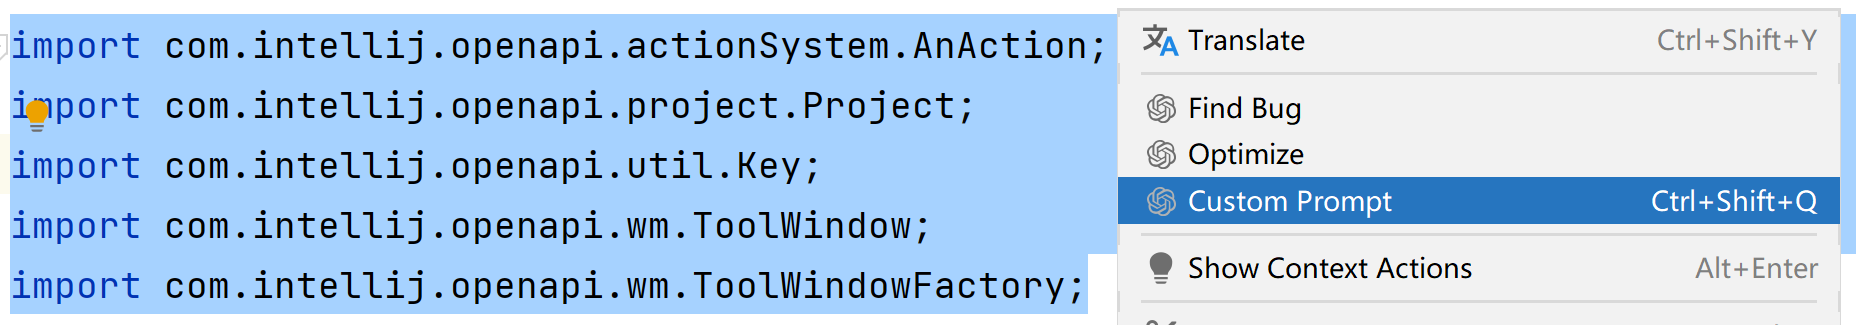 import com.intellij.openapi.actionSystem.AnAction;
import com.intellij.openapi.project.Project;
import com.intellij.openapi.util.Key;
import com.intellij.openapi.wm.ToolWindow;
import com.intellij.openapi.wm.ToolWindowFactory;
Translate Ctrl+Shift+Y
Find Bug
Optimize
Custom Prompt Ctrl+Shift+Q
Show Context Actions Alt+Enter